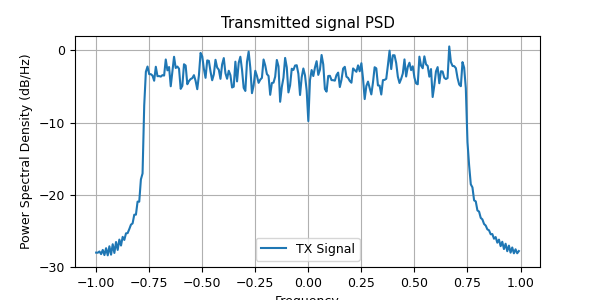 Transmitted signal PSD
Power Spectral Density (dB/Hz)
0
−10
−20
−30
TX Signal
−1.00 −0.75 −0.50 −0.25 0.00 0.25 0.50 0.75 1.00
Frequency